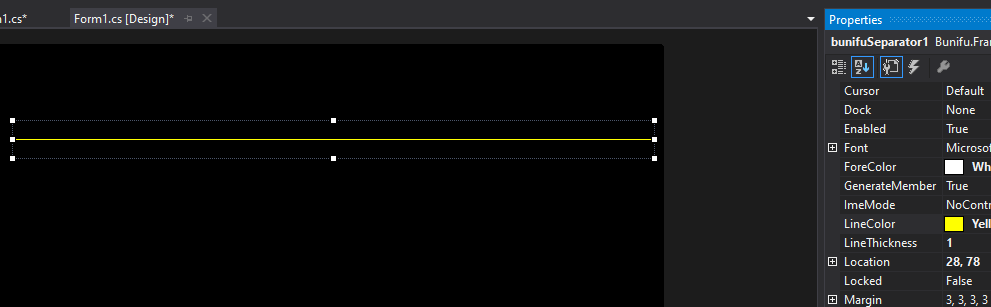 1.cs*
Form1.cs [Design]*
Properties
bunifuSeparator1 Bunifu.Fra
Cursor Default
Dock None
Enabled True
Font Microsof
ForeColor Wh
GenerateMember True
ImeMode NoContr
LineColor Yell
LineThickness 1
Location 28, 78
Locked False
Margin 3, 3, 3, 3